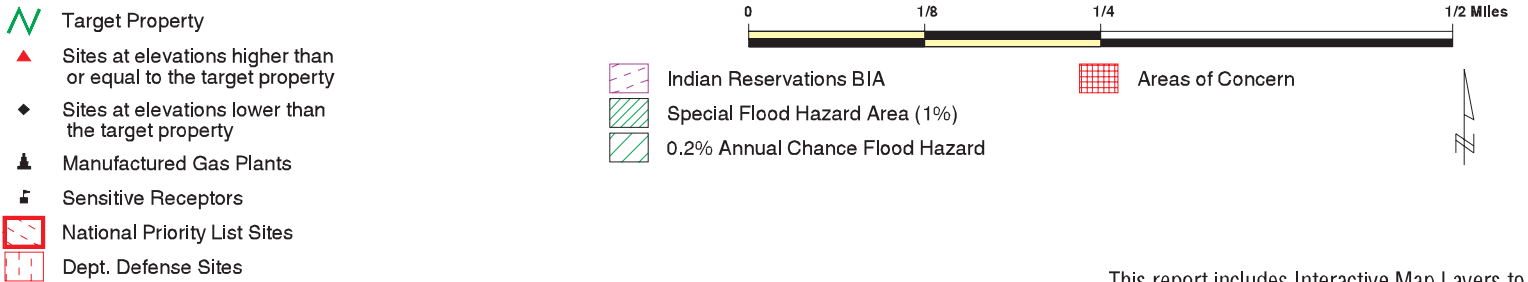 Target Property
Sites at elevations higher than
or equal to the target property
Sites at elevations lower than
the target property
Manufactured Gas Plants
Sensitive Receptors
National Priority List Sites
Dept. Defense Sites
0 1/8 1/4 1/2 Miles
Indian Reservations BIA
Special Flood Hazard Area (1%)
0.2% Annual Chance Flood Hazard
Areas of Concern
N
This report includes Interactive Map Layers to